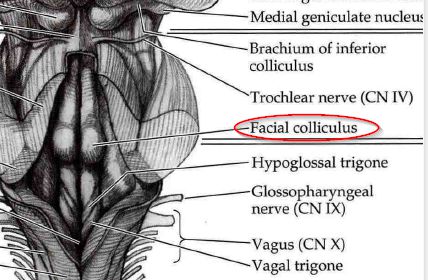 Medial geniculate nucleus
Brachium of inferior
colliculus
Trochlear nerve (CN IV)
Facial colliculus
Hypoglossal trigone
Glossopharyngeal
nerve (CN IX)
Vagus (CN X)
Vagal trigone